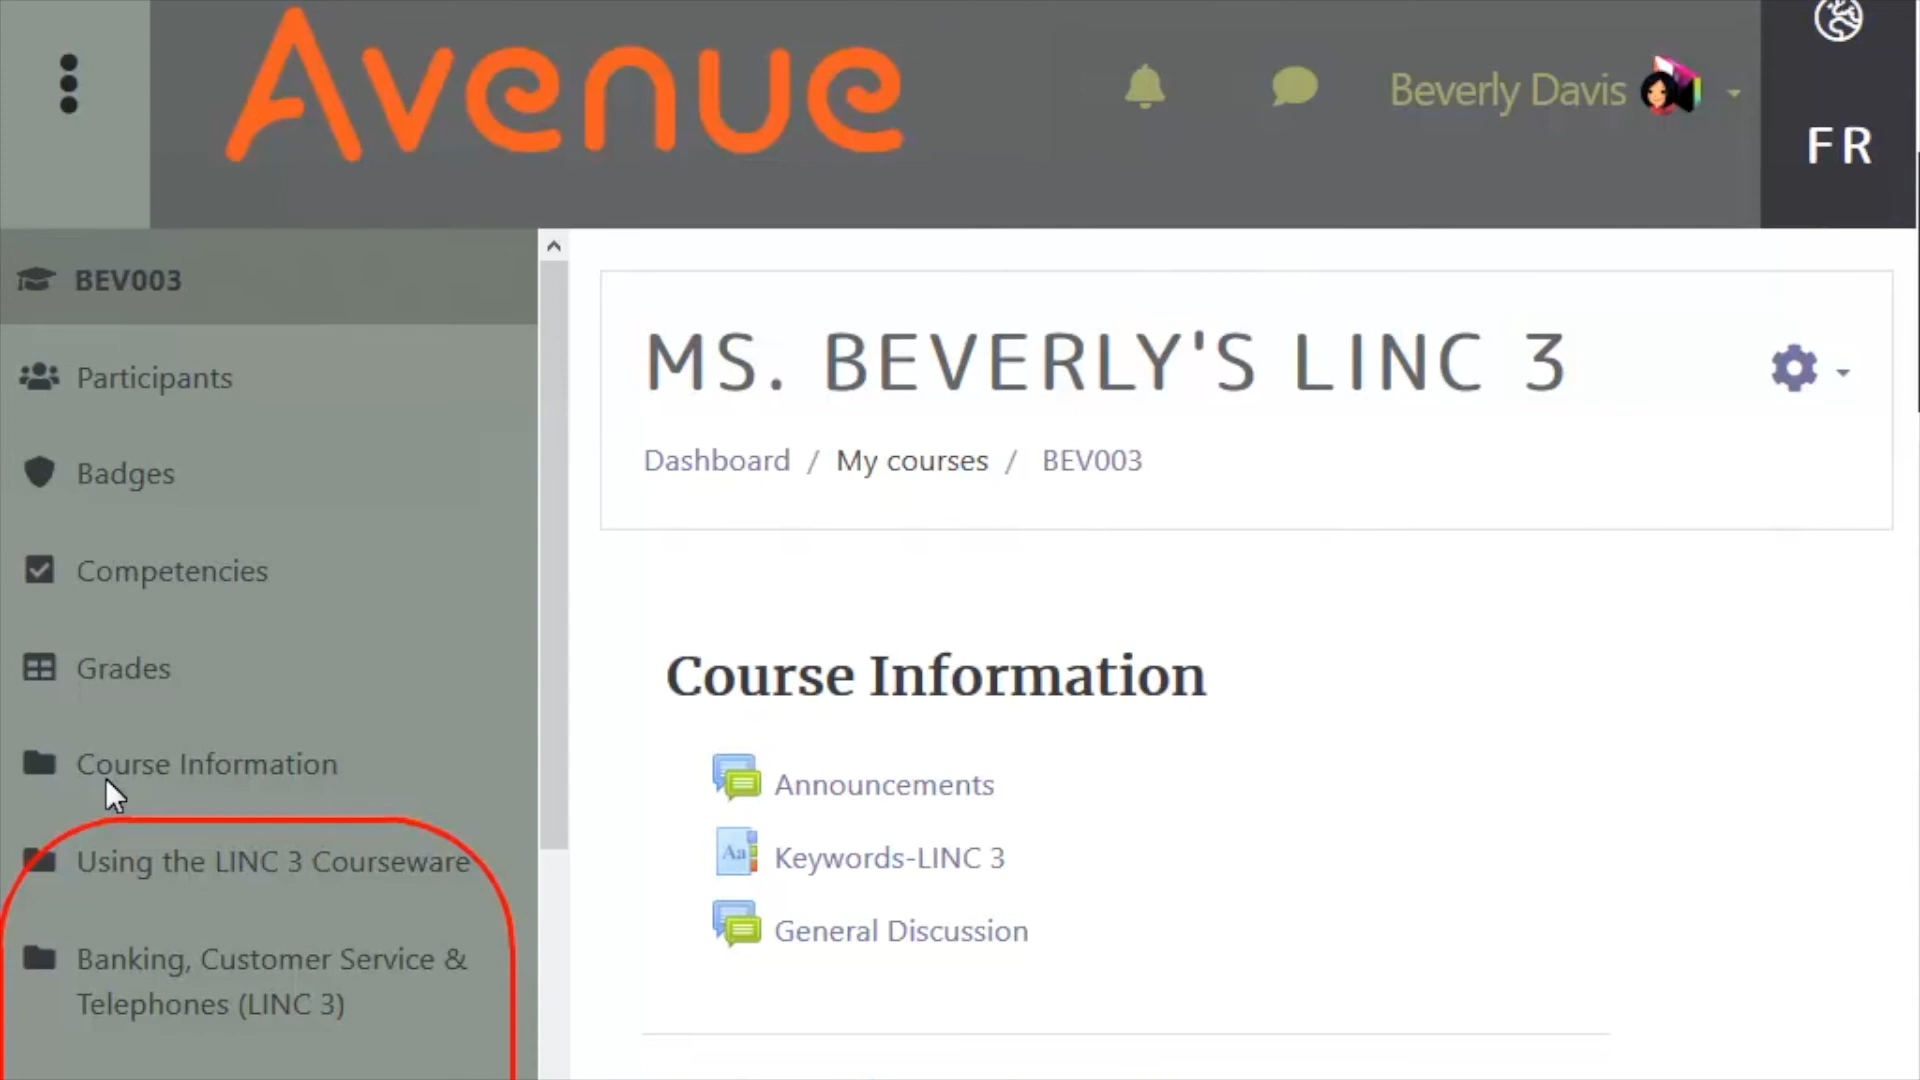 Avenue
Beverly Davis
FR
BEV003
Participants
Badges
Competencies
Grades
Course Information
Using the LINC 3 Courseware
Banking, Customer Service &
Telephones (LINC 3)
MS. BEVERLY'S LINC 3
Dashboard / My courses / BEV003
Course Information
Announcements
Aa
Keywords-LINC 3
General Discussion